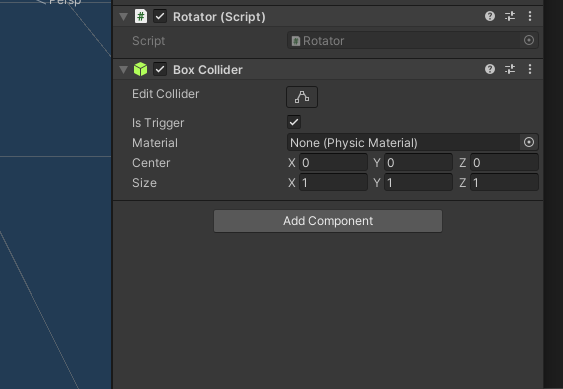 Persp
# Rotator (Script)
Script # Rotator
Box Collider
Edit Collider
Is Trigger
Material None (Physic Material)
Center X 0 Y 0 Z 0
Size X 1 Y 1 Z 1
Add Component